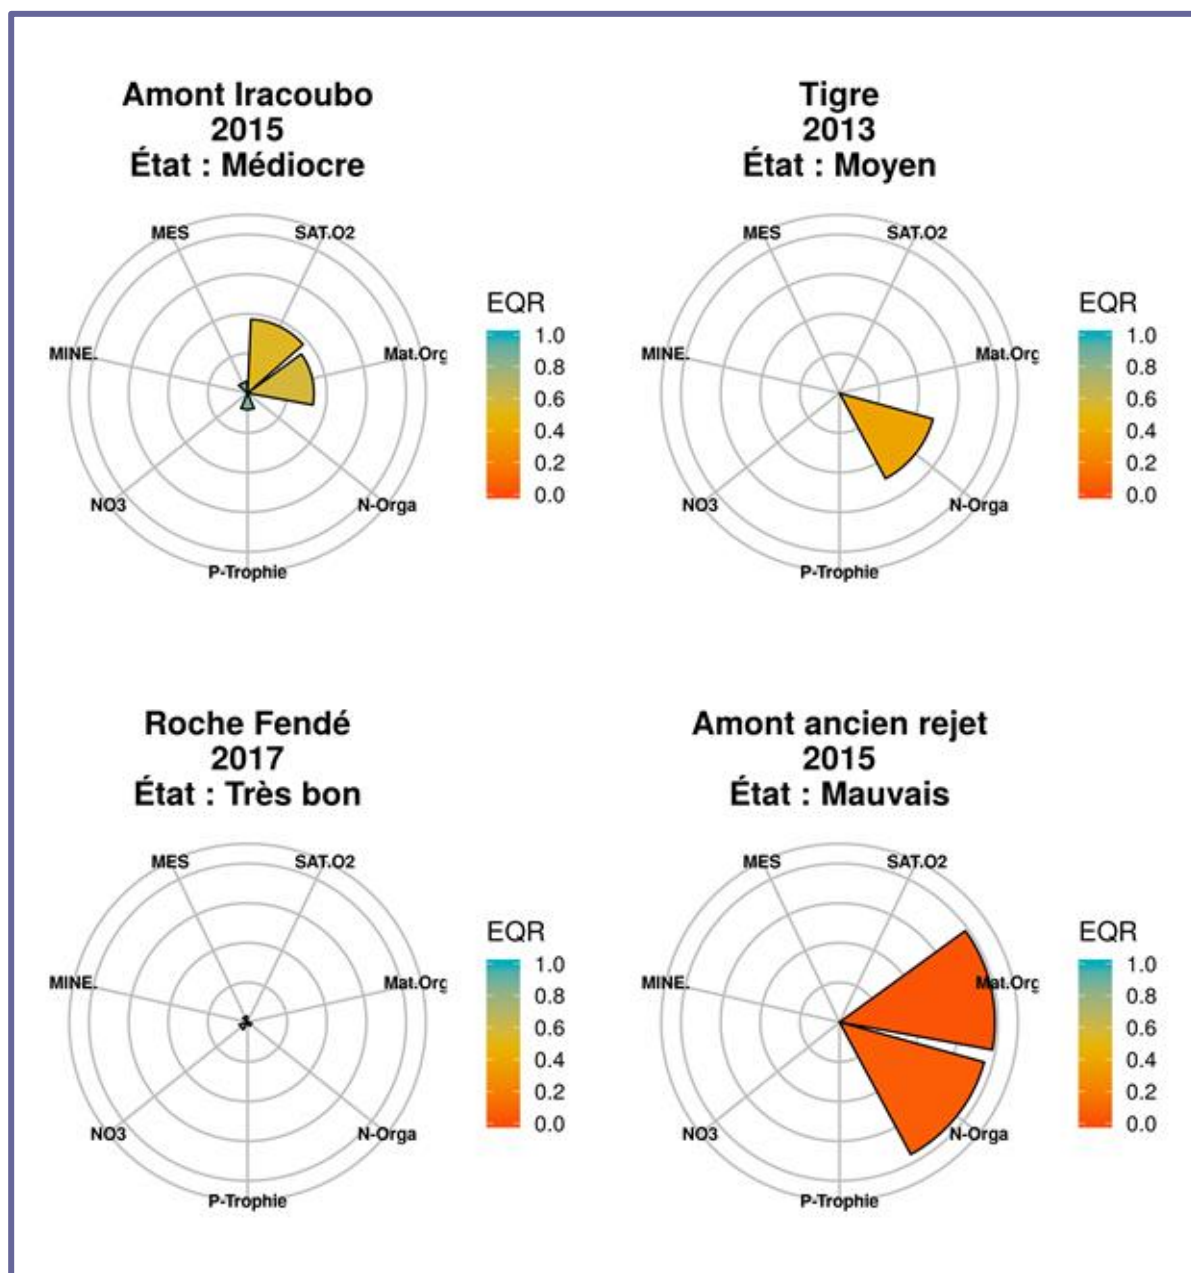 Amont Iracoubo
2015
État : Médiocre
MES
SAT.O2
MINE.
Mat.Org
NO3
N-Orga
P-Trophie
EQR
1.0
0.8
0.6
0.4
0.2
0.0
Tigre
2013
État : Moyen
MES
SAT.O2
MINE.
Mat.Org
NO3
N-Orga
P-Trophie
EQR
1.0
0.8
0.6
0.4
0.2
0.0
Roche Fendé
2017
État : Très bon
MES
SAT.O2
MINE.
Mat.Org
NO3
N-Orga
P-Trophie
EQR
1.0
0.8
0.6
0.4
0.2
0.0
Amont ancien rejet
2015
État : Mauvais
MES
SAT.O2
MINE.
Mat.Org
NO3
N-Orga
P-Trophie
EQR
1.0
0.8
0.6
0.4
0.2
0.0